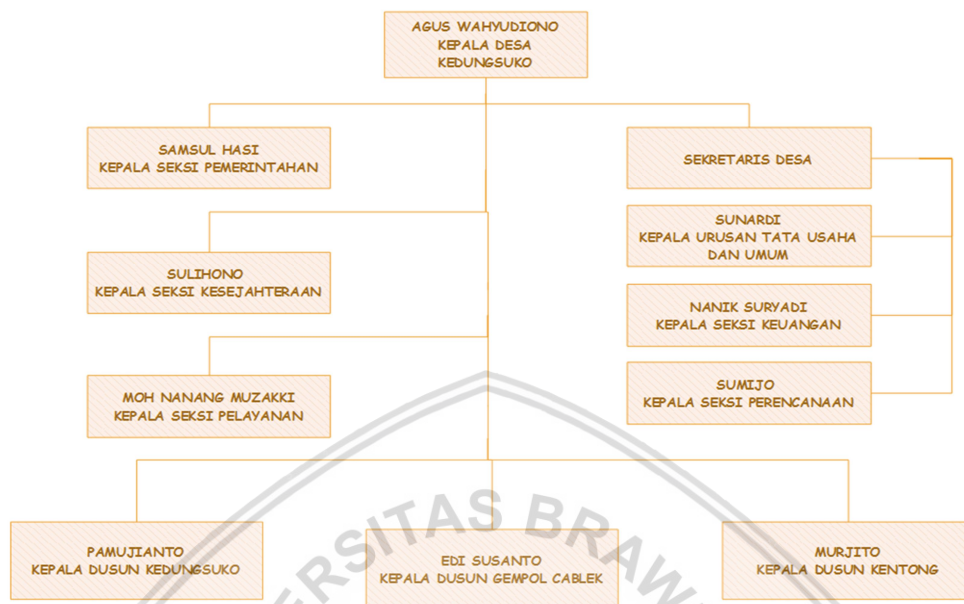 AGUS WAHYUDIONO
KEPALA DESA
KEDUNGSUKO
SAMSUL HASI
KEPALA SEKSI PEMERINTAHAN
SEKRETARIS DESA
SUNARDI
KEPALA URUSAN TATA USAHA
DAN UMUM
SULIHONO
KEPALA SEKSI KESEJAHTERAAN
NANIK SURYADI
KEPALA SEKSI KEUANGAN
MOH NANANG MUZAKKI
KEPALA SEKSI PELAYANAN
SUMIJO
KEPALA SEKSI PERENCANAAN
PAMUJIANTO
KEPALA DUSUN KEDUNGSUKO
EDI SUSANTO
KEPALA DUSUN GEMPOL CABLEK
MURJITO
KEPALA DUSUN KENTONG
ERSITAS BRAW